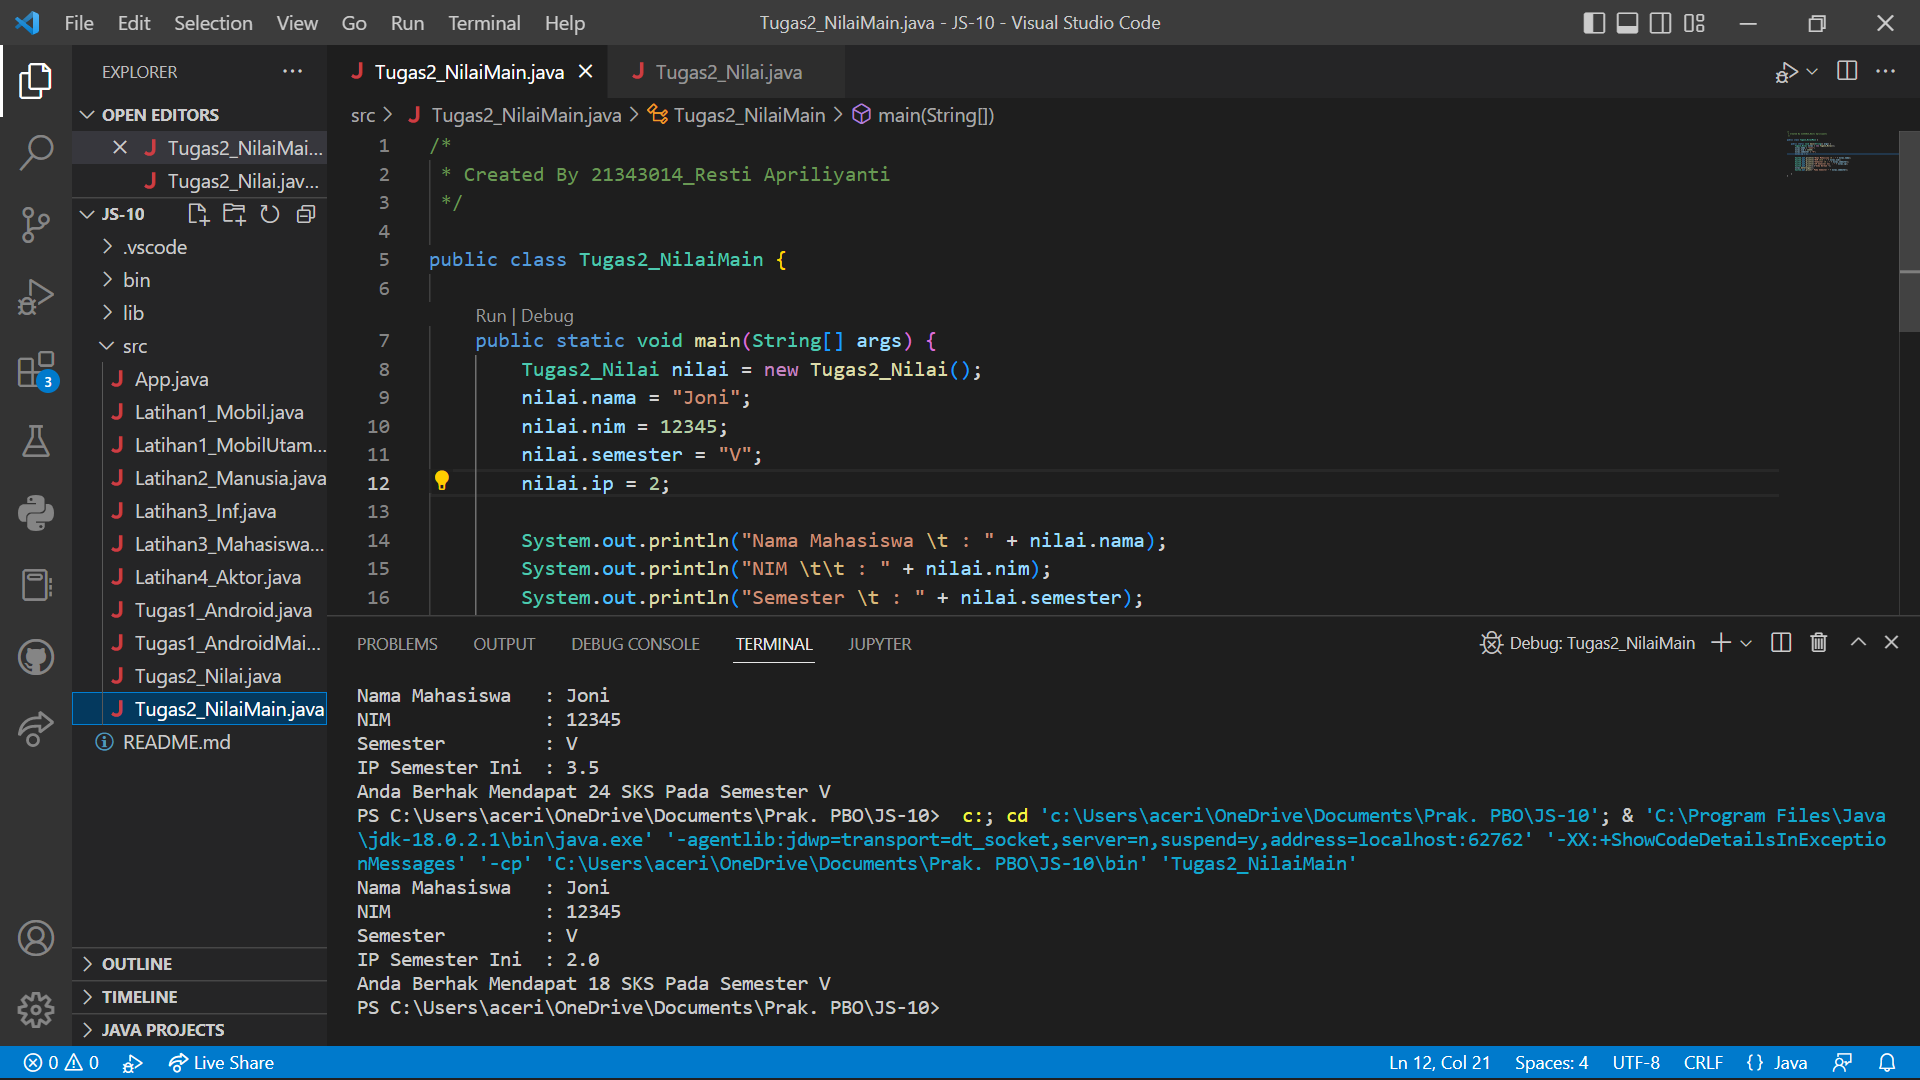 File Edit Selection View Go Run Terminal Help
Tugas2_NilaiMain.java - JS-10 - Visual Studio Code
EXPLORER
OPEN EDITORS
Tugas2_NilaiMai...
Tugas2_Nilai.jav...
JS-10
.vscode
bin
lib
src
App.java
Latihan1_Mobil.java
Latihan1_MobilUtam...
Latihan2_Manusia.java
Latihan3_Inf.java
Latihan3_Mahasiswa...
Latihan4_Aktor.java
Tugas1_Android.java
Tugas1_AndroidMai...
Tugas2_Nilai.java
Tugas2_NilaiMain.java
README.md
OUTLINE
TIMELINE
JAVA PROJECTS
3
Tugas2_NilaiMain.java
Tugas2_Nilai.java
src > Tugas2_NilaiMain.java > Tugas2_NilaiMain > main(String[])
1 /*
2 * Created By 21343014_Resti Apriliyanti
3 */
4
5 public class Tugas2_NilaiMain {
6
Run | Debug
7 public static void main(String[] args) {
8 Tugas2_Nilai nilai = new Tugas2_Nilai();
9 nilai.nama = "Joni";
10 nilai.nim = 12345;
11 nilai.semester = "V";
12 nilai.ip = 2;
13
14 System.out.println("Nama Mahasiswa \t : " + nilai.nama);
15 System.out.println("NIM \t\t : " + nilai.nim);
16 System.out.println("Semester \t : " + nilai.semester);
PROBLEMS OUTPUT DEBUG CONSOLE TERMINAL JUPYTER
Debug: Tugas2_NilaiMain
Nama Mahasiswa : Joni
NIM : 12345
Semester : V
IP Semester Ini : 3.5
Anda Berhak Mendapat 24 SKS Pada Semester V
PS C:\Users\aceri\OneDrive\Documents\Prak. PBO\JS-10> c:; cd 'c:\Users\aceri\OneDrive\Documents\Prak. PBO\JS-10'; & 'C:\Program Files\Java
\jdk-18.0.2.1\bin\java.exe' '-agentlib:jdwp=transport=dt_socket,server=n,suspend=y,address=localhost:62762' '-XX:+ShowCodeDetailsInExceptio
nMessages' '-cp' 'C:\Users\aceri\OneDrive\Documents\Prak. PBO\JS-10\bin' 'Tugas2_NilaiMain'
Nama Mahasiswa : Joni
NIM : 12345
Semester : V
IP Semester Ini : 2.0
Anda Berhak Mendapat 18 SKS Pada Semester V
PS C:\Users\aceri\OneDrive\Documents\Prak. PBO\JS-10>
0 0 Live Share
Ln 12, Col 21 Spaces: 4 UTF-8 CRLF {} Java